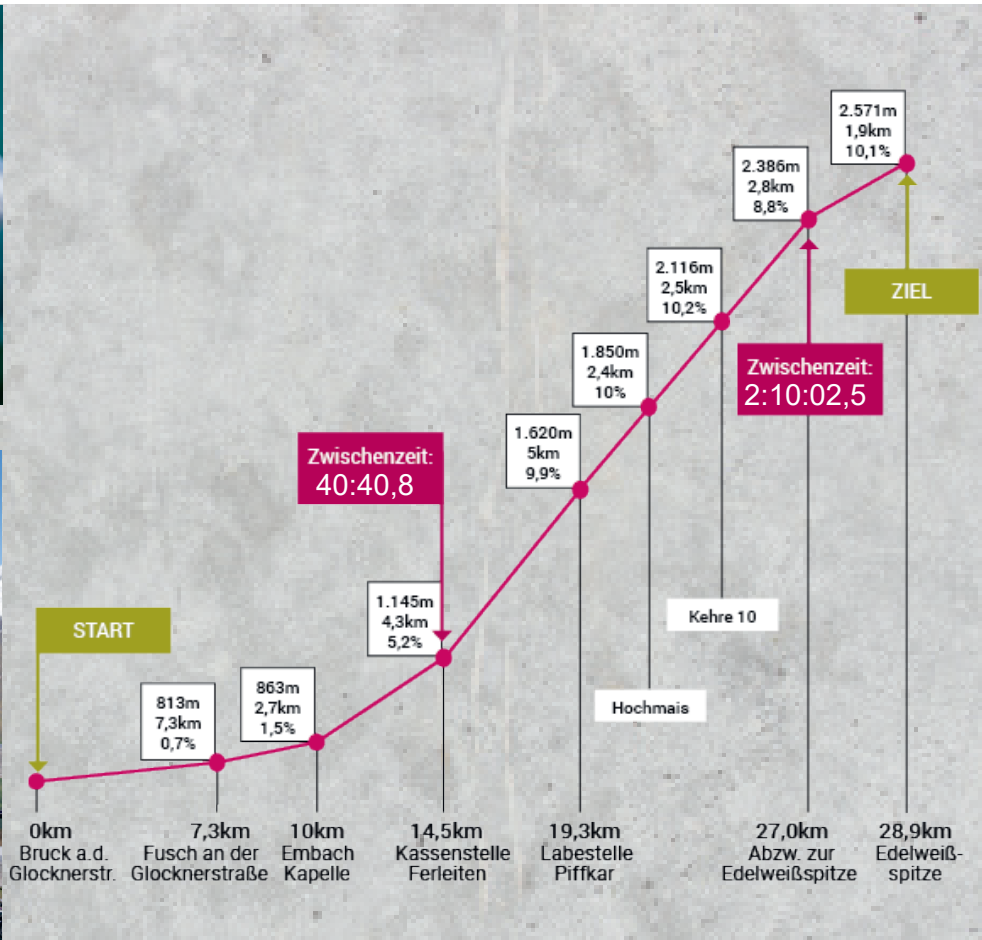 2.571m
1,9km
10,1%
2.386m
2,8km
8,8%
2.116m
2,5km
10,2%
ZIEL
1.850m
2,4km
10%
Zwischenzeit:
2:10:02,5
1.620m
5km
9,9%
Zwischenzeit:
40:40,8
1.145m
4,3km
5,2%
Kehre 10
START
863m
2,7km
1,5%
813m
7,3km
0,7%
Hochmais
0km
Bruck a.d.
Glocknerstr.
7,3km
Fusch an der
Glocknerstraße
10km
Embach
Kapelle
14,5km
Kassenstelle
Ferleiten
19,3km
Labestelle
Piffkar
27,0km
Abzw. zur
Edelweißspitze
28,9km
Edelweiß-
spitze